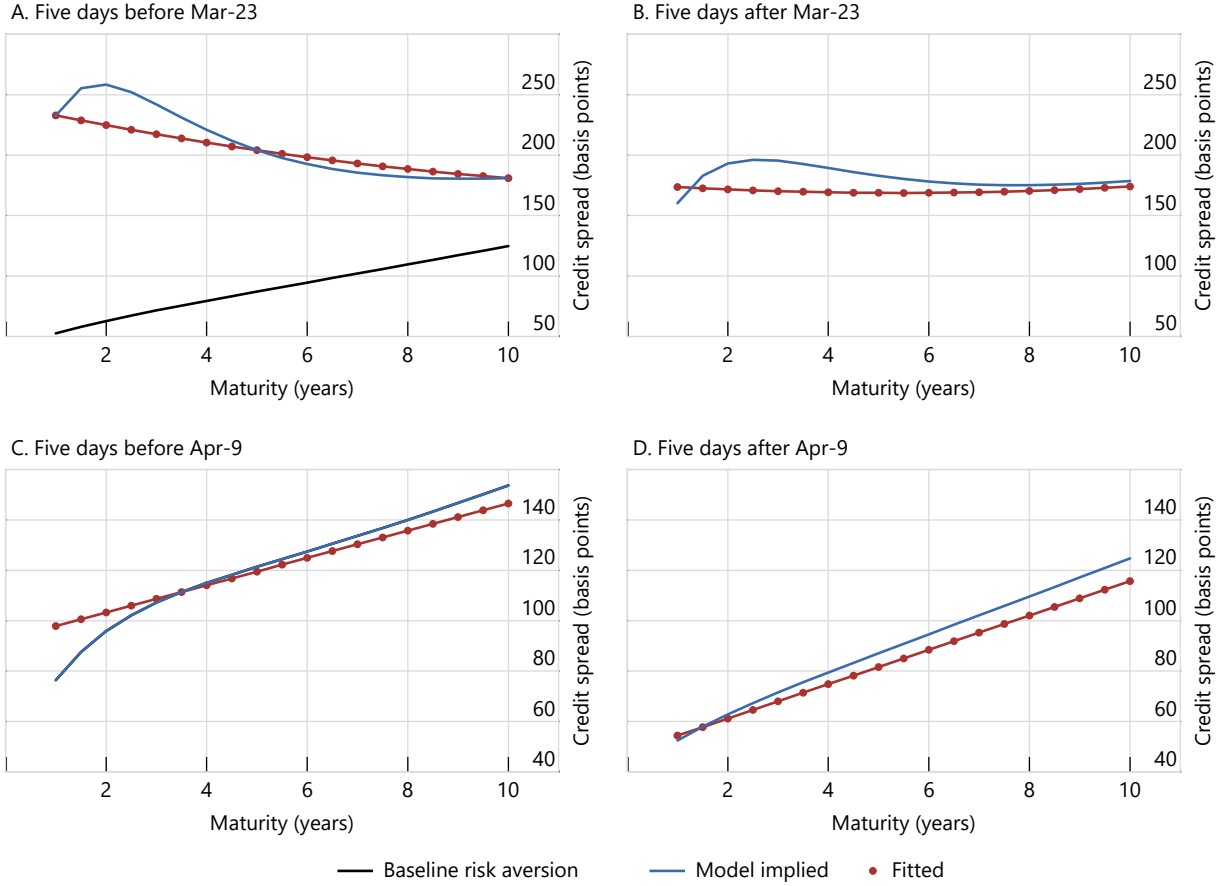 A. Five days before Mar-23
B. Five days after Mar-23
250
200
150
100
50
Credit spread (basis points)
2 4 6 8 10
Maturity (years)
250
200
150
100
50
Credit spread (basis points)
2 4 6 8 10
Maturity (years)
C. Five days before Apr-9
D. Five days after Apr-9
140
120
100
80
60
40
Credit spread (basis points)
2 4 6 8 10
Maturity (years)
140
120
100
80
60
40
Credit spread (basis points)
2 4 6 8 10
Maturity (years)
Baseline risk aversion Model implied Fitted